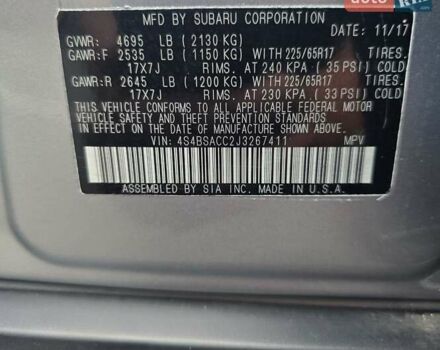 RIA.com
MFD BY SUBARU CORPORATION
DATE: 11/17
GVWR: 4695 LB (2130 KG)
GAWR:F 2535 LB (1150 KG) WITH 225/65R17 TIRES.
17X7J RIMS. AT 240 KPA (35 PSI) COLD
GAWR:R 2645 LB (1200 KG) WITH 225/65R17 TIRES.
17X7J RIMS. AT 230 KPA (33 PSI) COLD
THIS VEHICLE CONFORMS TO ALL APPLICABLE FEDERAL MOTOR
VEHICLE SAFETY AND THEFT PREVENTION STANDARDS IN EFFECT
ON THE DATE OF MANUFACTURE SHOWN ABOVE.
VIN: 4S4BSACC2J3267411 MPV
ASSEMBLED BY SIA INC. MADE IN U.S.A.